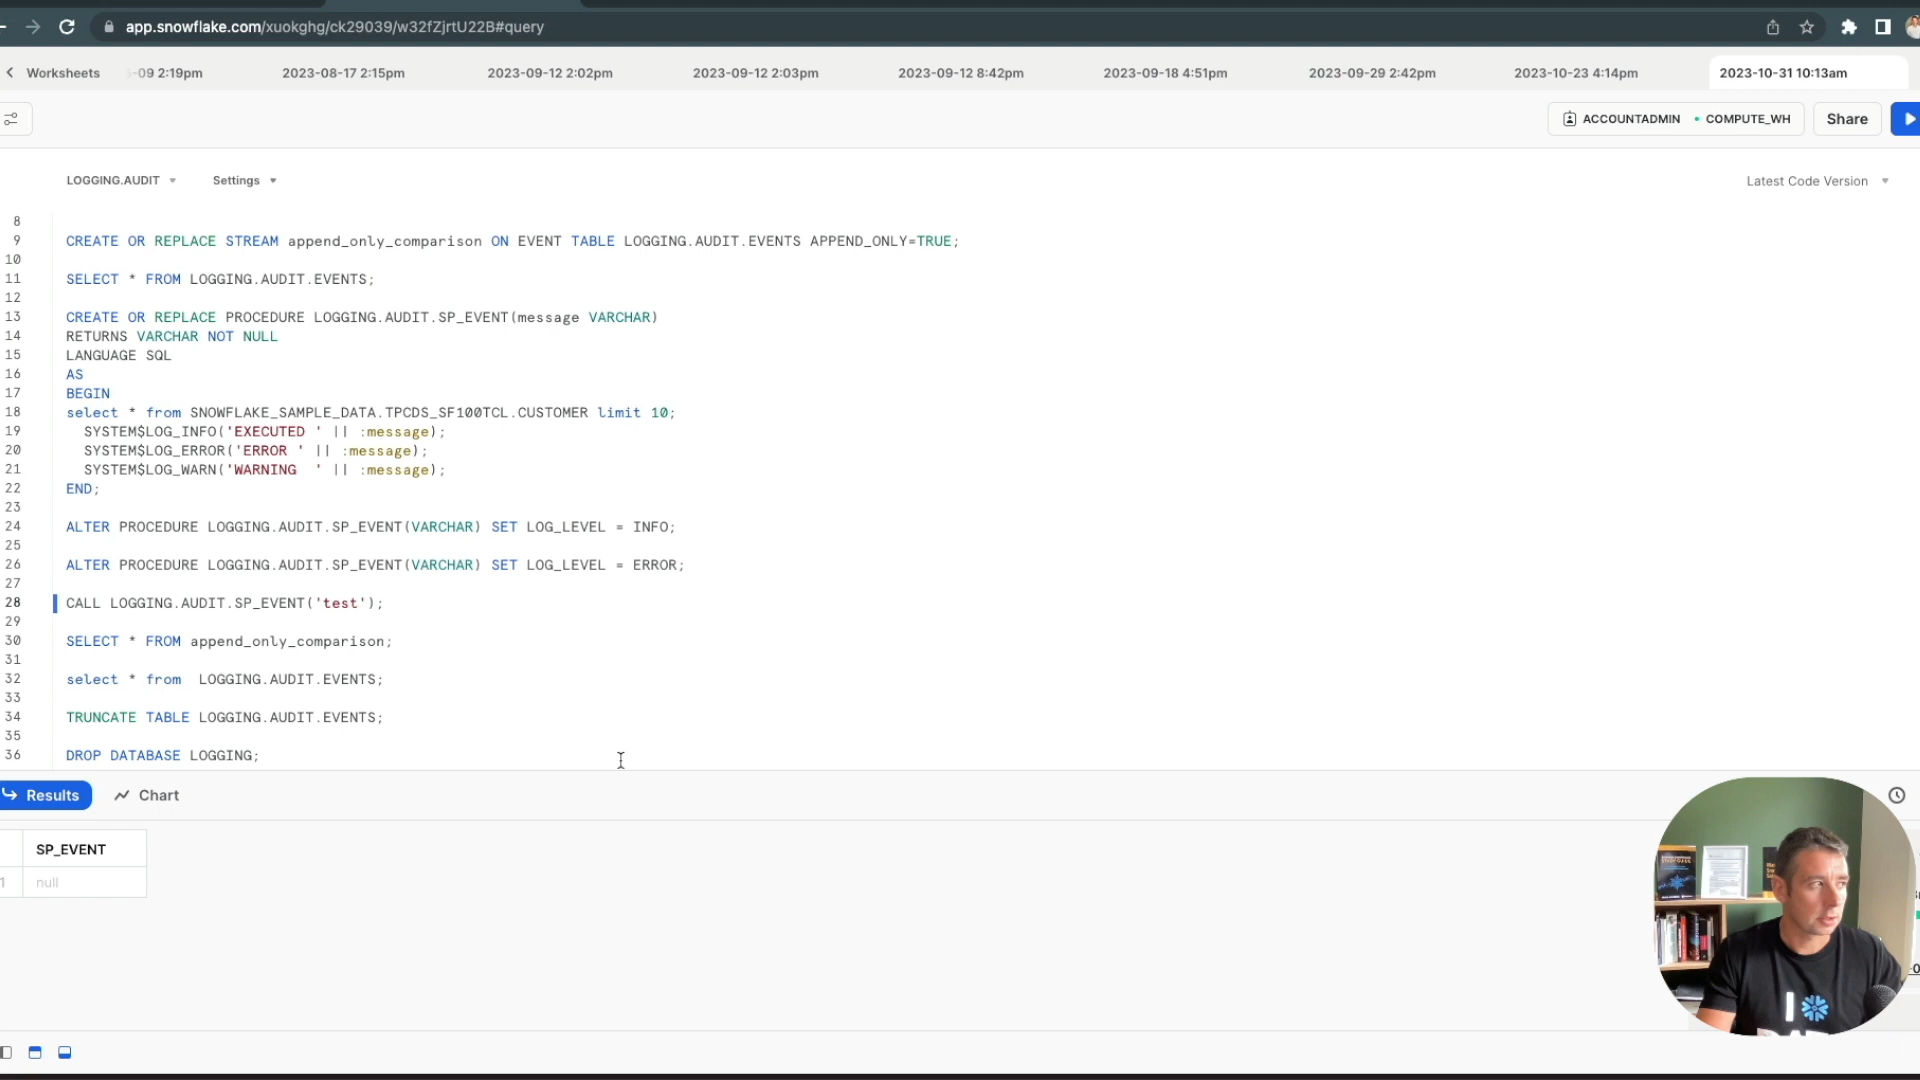 app.snowflake.com/xuokghg/ck29039/w32fZjrtU22B#query
Worksheets
-09 2:19pm
2023-08-17 2:15pm
2023-09-12 2:02pm
2023-09-12 2:03pm
2023-09-12 8:42pm
2023-09-18 4:51pm
2023-09-29 2:42pm
2023-10-23 4:14pm
2023-10-31 10:13am
ACCOUNTADMIN
COMPUTE_WH
Share
LOGGING.AUDIT
Settings
Latest Code Version
8
9 CREATE OR REPLACE STREAM append_only_comparison ON EVENT TABLE LOGGING.AUDIT.EVENTS APPEND_ONLY=TRUE;
10
11 SELECT * FROM LOGGING.AUDIT.EVENTS;
12
13 CREATE OR REPLACE PROCEDURE LOGGING.AUDIT.SP_EVENT(message VARCHAR)
14 RETURNS VARCHAR NOT NULL
15 LANGUAGE SQL
16 AS
17 BEGIN
18 select * from SNOWFLAKE_SAMPLE_DATA.TPCDS_SF100TCL.CUSTOMER limit 10;
19 SYSTEM$LOG_INFO('EXECUTED ' || :message);
20 SYSTEM$LOG_ERROR('ERROR ' || :message);
21 SYSTEM$LOG_WARN('WARNING  ' || :message);
22 END;
23
24 ALTER PROCEDURE LOGGING.AUDIT.SP_EVENT(VARCHAR) SET LOG_LEVEL = INFO;
25
26 ALTER PROCEDURE LOGGING.AUDIT.SP_EVENT(VARCHAR) SET LOG_LEVEL = ERROR;
27
28 CALL LOGGING.AUDIT.SP_EVENT('test');
29
30 SELECT * FROM append_only_comparison;
31
32 select * from  LOGGING.AUDIT.EVENTS;
33
34 TRUNCATE TABLE LOGGING.AUDIT.EVENTS;
35
36 DROP DATABASE LOGGING;
Results
Chart
SP_EVENT
1 null
I